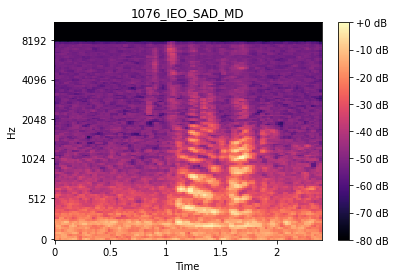 1076_IEO_SAD_MD
+0 dB
8192
-10 dB
4096
-20 dB
-30 dB
2048
Hz
-40 dB
1024
-50 dB
512
-60 dB
-70 dB
0
-80 dB
0 0.5 1 1.5 2
Time